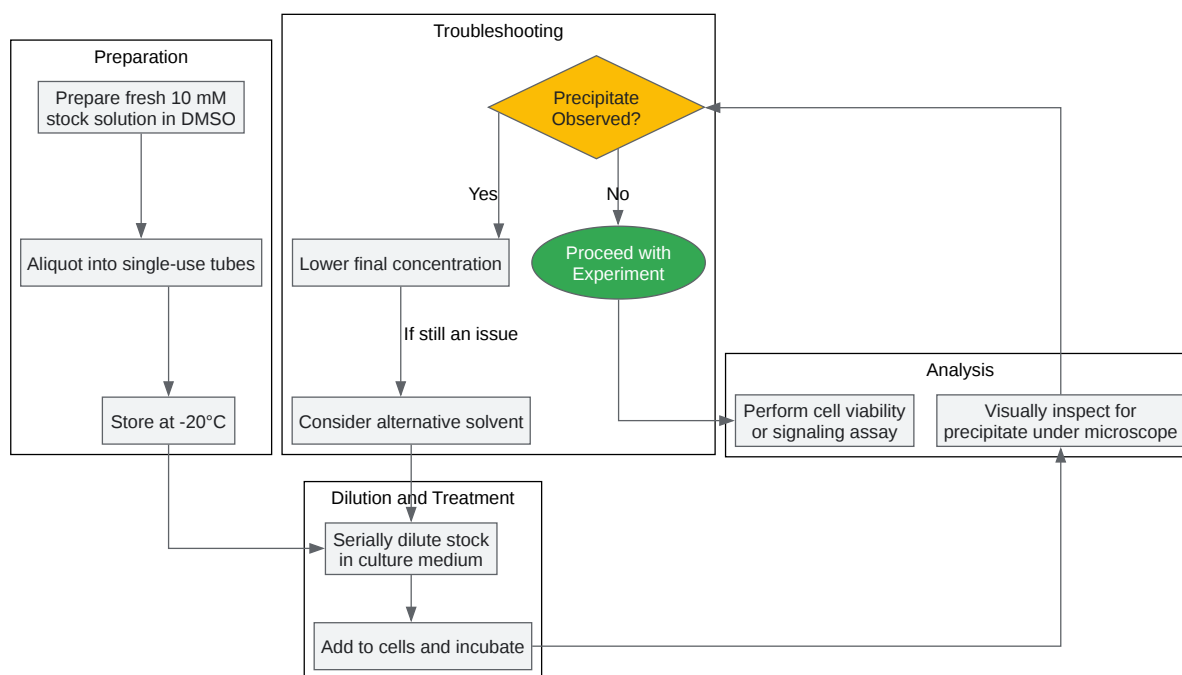 Preparation
Prepare fresh 10 mM
stock solution in DMSO
Aliquot into single-use tubes
Store at -20°C
Troubleshooting
Precipitate
Observed?
Yes
No
Lower final concentration
Proceed with
Experiment
If still an issue
Consider alternative solvent
Analysis
Perform cell viability
or signaling assay
Visually inspect for
precipitate under microscope
Dilution and Treatment
Serially dilute stock
in culture medium
Add to cells and incubate